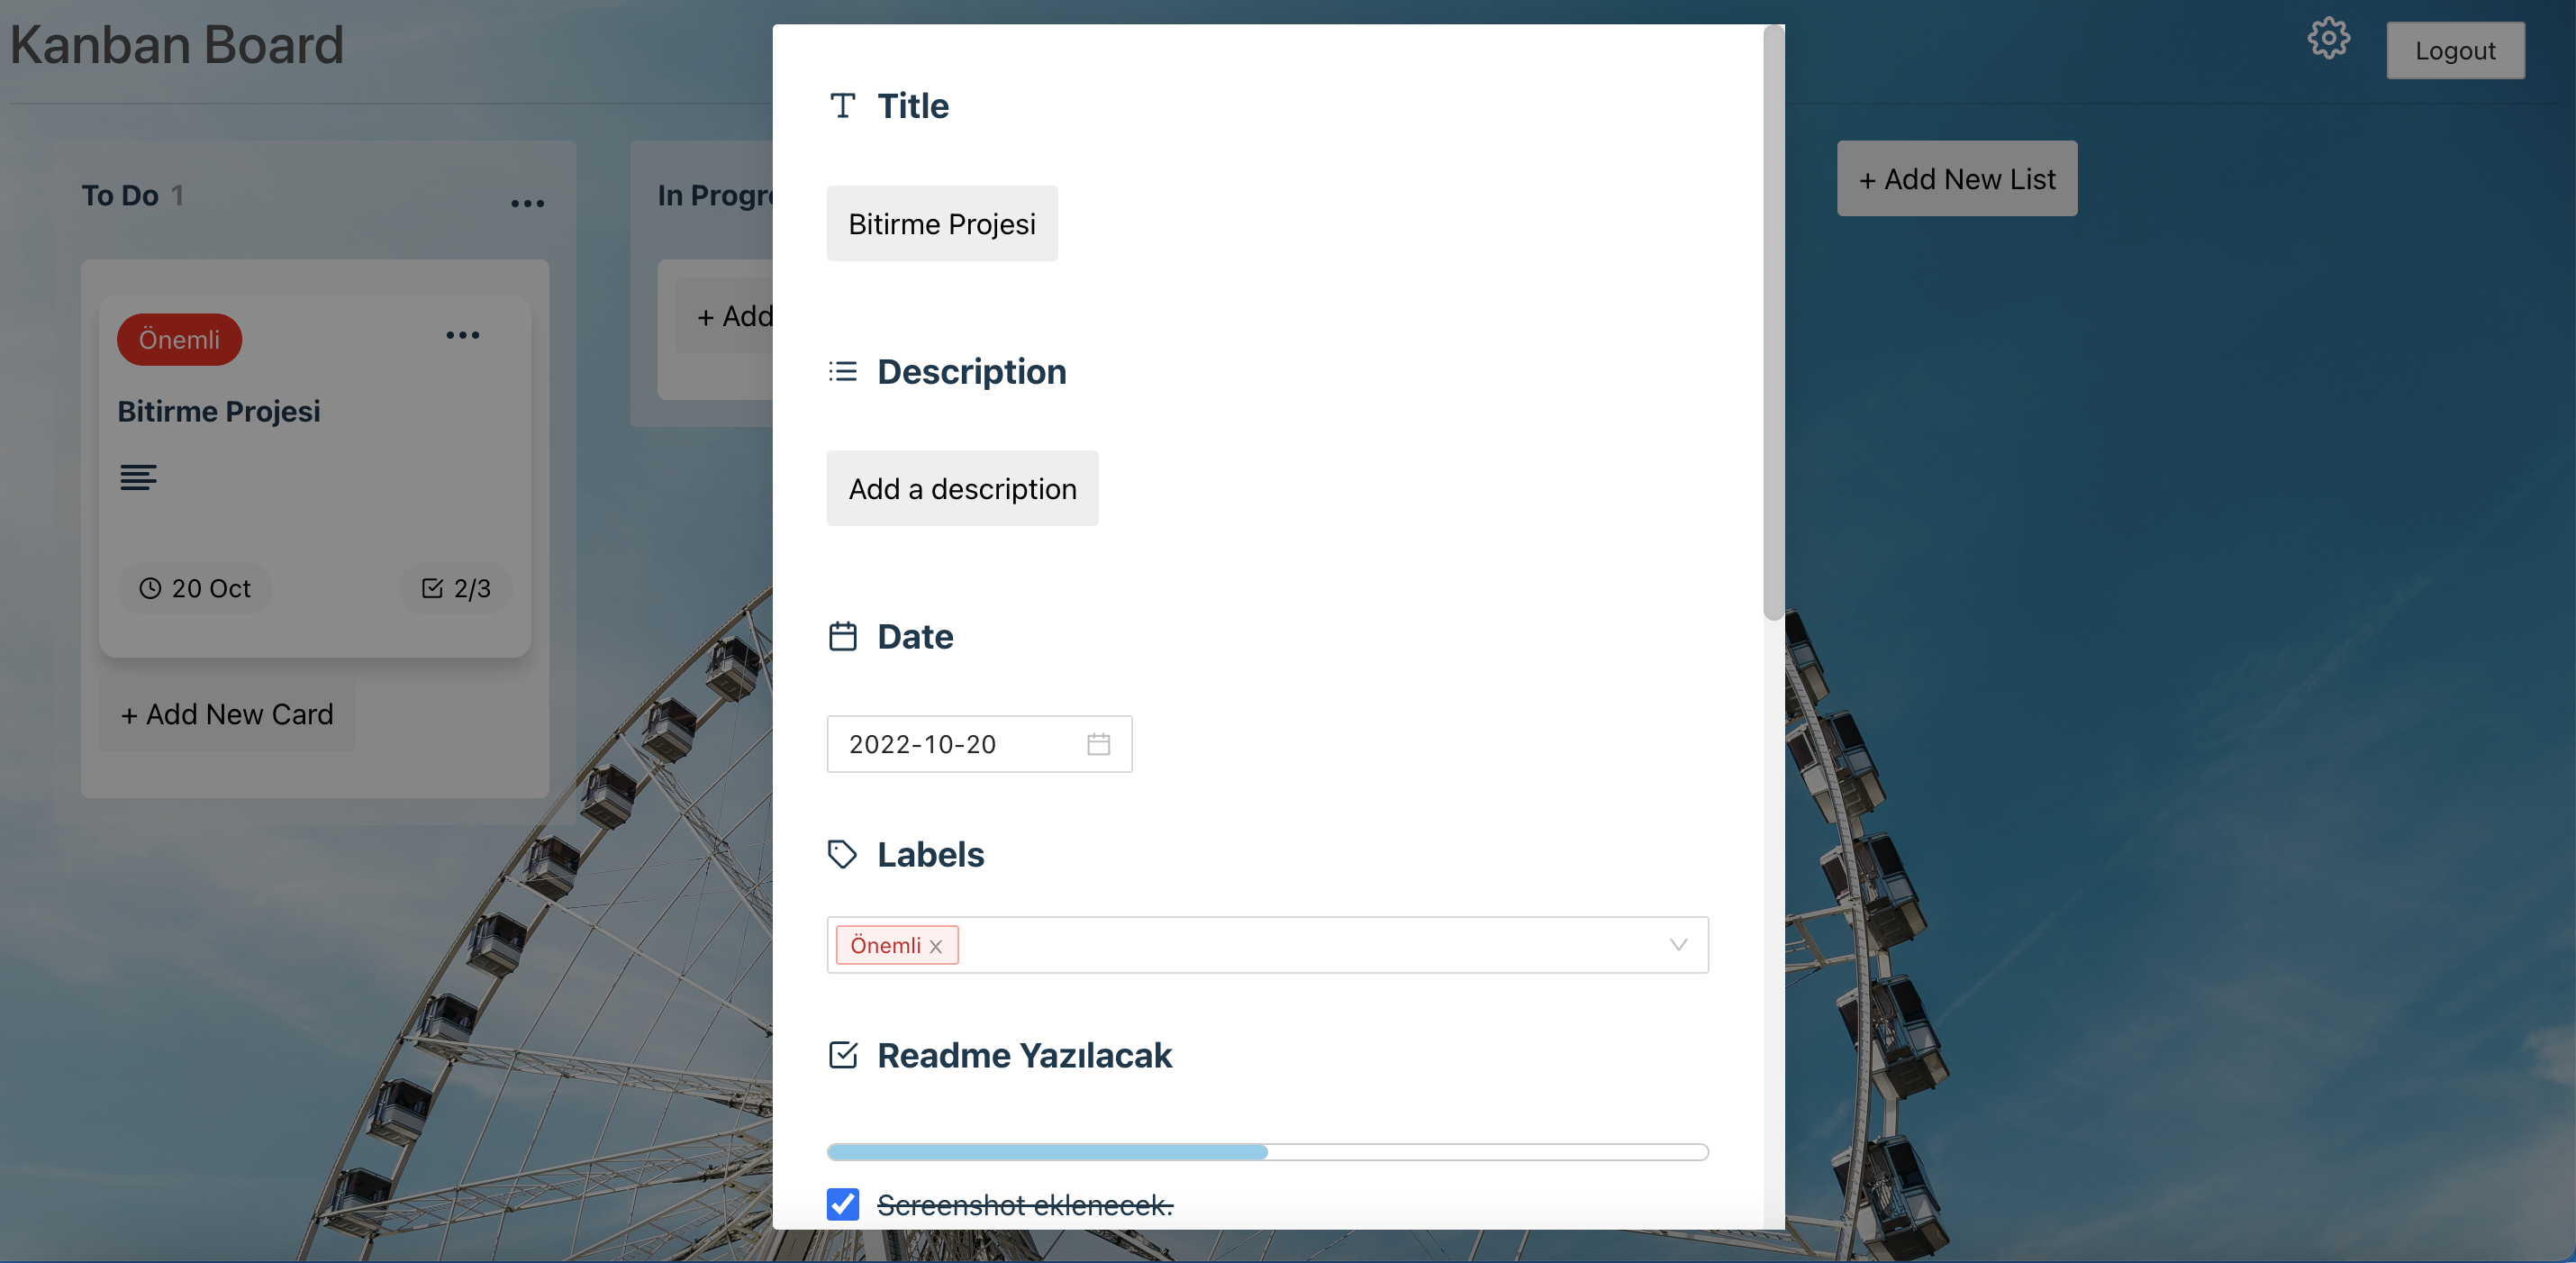 Kanban Board
Logout
To Do 1
In Progre
+ Add New List
Önemli
Bitirme Projesi
20 Oct
2/3
+ Add New Card
+ Add
Title
Bitirme Projesi
Description
Add a description
Date
2022-10-20
Labels
Önemli
Readme Yazılacak
Screenshot eklenecek.